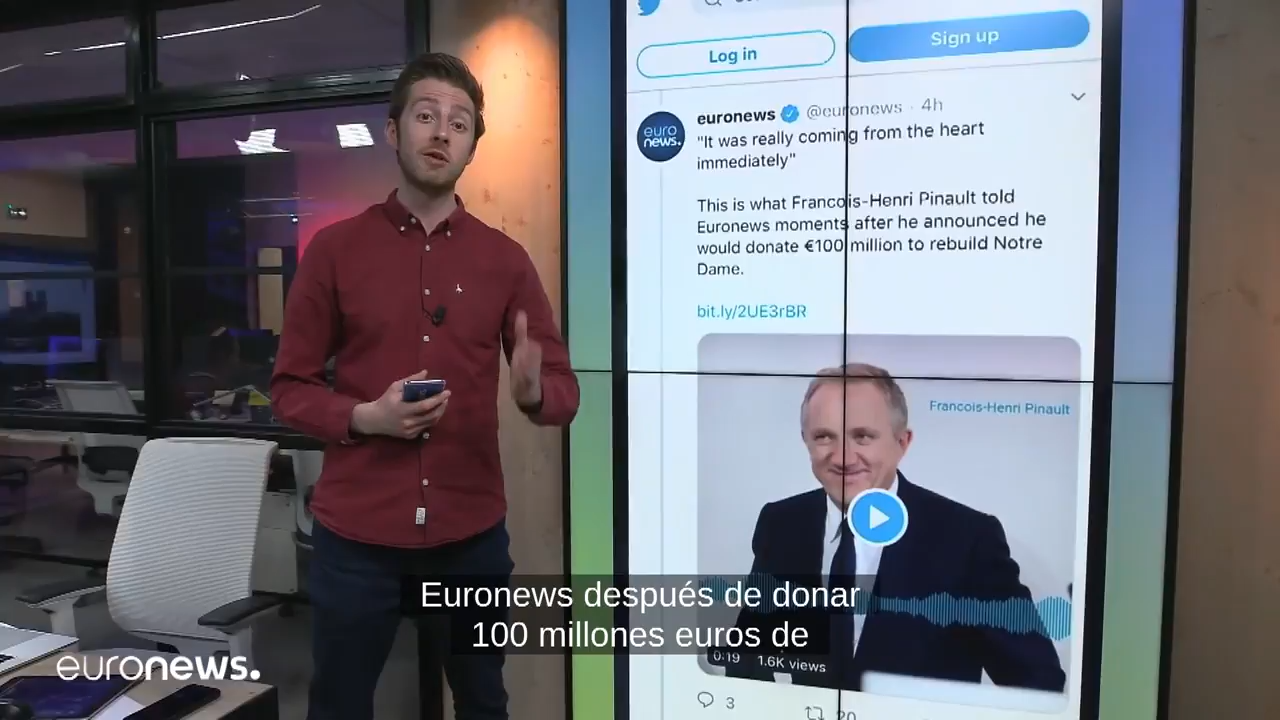 Log in
Sign up
euronews @euronews · 4h
"It was really coming from the heart
immediately"
This is what Francois-Henri Pinault told
Euronews moments after he announced he
would donate €100 million to rebuild Notre
Dame.
bit.ly/2UE3rBR
euro
news.
Francois-Henri Pinault
0:19 1.6K views
3
20
Euronews después de donar
100 millones euros de
euronews.